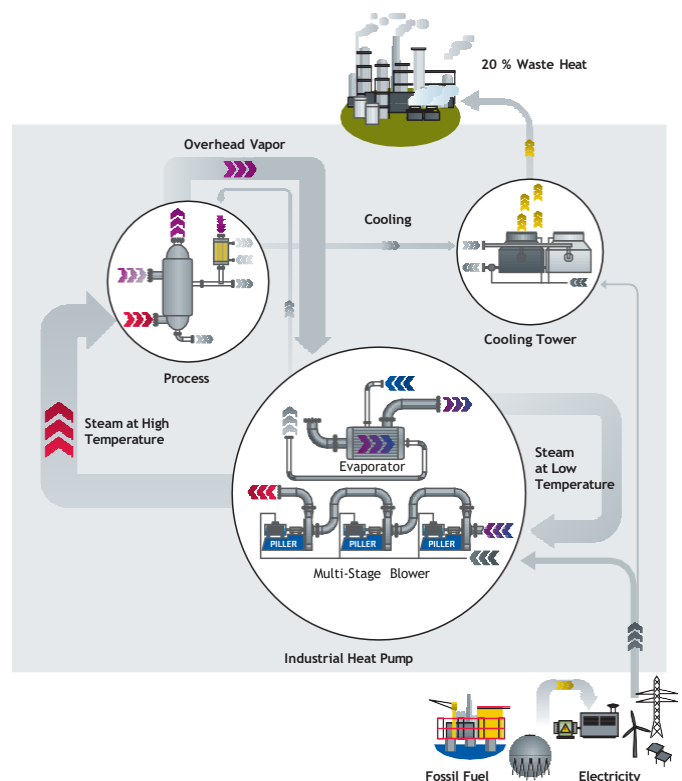 20 % Waste Heat
Overhead Vapor
Cooling
Cooling Tower
Process
Steam at High
Temperature
Evaporator
Steam
at Low
Temperature
PILLER
PILLER
PILLER
Multi-Stage Blower
Industrial Heat Pump
Fossil Fuel
Electricity